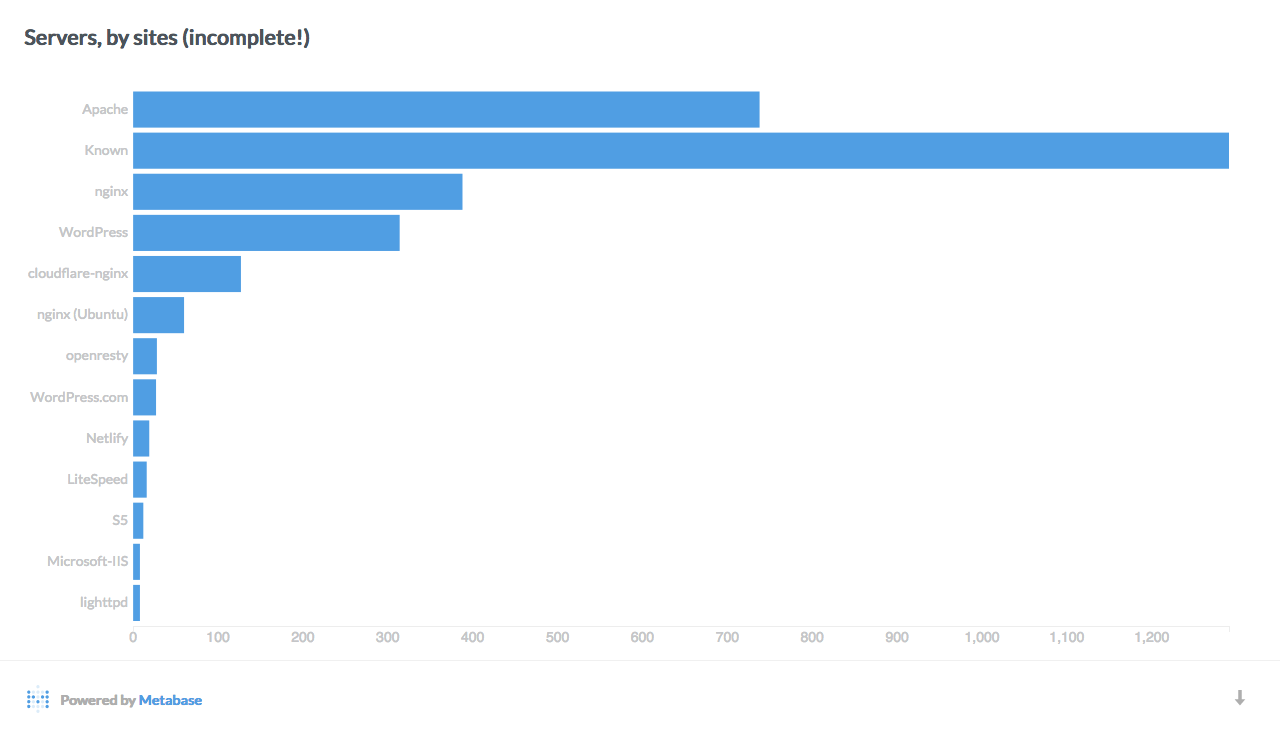 Servers, by sites (incomplete!)
Apache
Known
nginx
WordPress
cloudflare-nginx
nginx (Ubuntu)
openresty
WordPress.com
Netlify
LiteSpeed
S5
Microsoft-IIS
lighttpd
0 100 200 300 400 500 600 700 800 900 1,000 1,100 1,200
Powered by Metabase